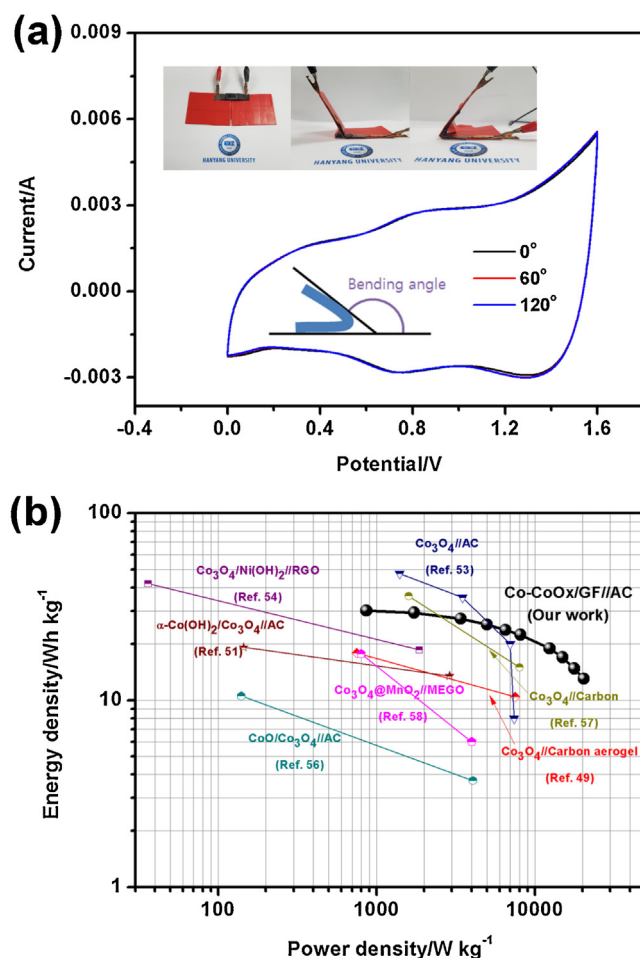 (a)
0.009
0.006
0.003
0.000
-0.003
Current/A
HANYANG UNIVERSITY
HANYANG UNIVERSITY
HANYANG UNIVERSITY
0°
60°
120°
Bending angle
-0.4
0.0
0.4
0.8
1.2
1.6
Potential/V
(b)
100
10
1
Energy density/Wh kg⁻¹
Co₃O₄//AC
(Ref. 53)
Co₃O₄/Ni(OH)₂//RGO
(Ref. 54)
Co-CoOx/GF//AC
(Our work)
α-Co(OH)₂/Co₃O₄//AC
(Ref. 51)
Co₃O₄@MnO₂//MEGO
(Ref. 58)
Co₃O₄//Carbon
(Ref. 57)
CoO/Co₃O₄//AC
(Ref. 56)
Co₃O₄//Carbon aerogel
(Ref. 49)
100
1000
10000
Power density/W kg⁻¹